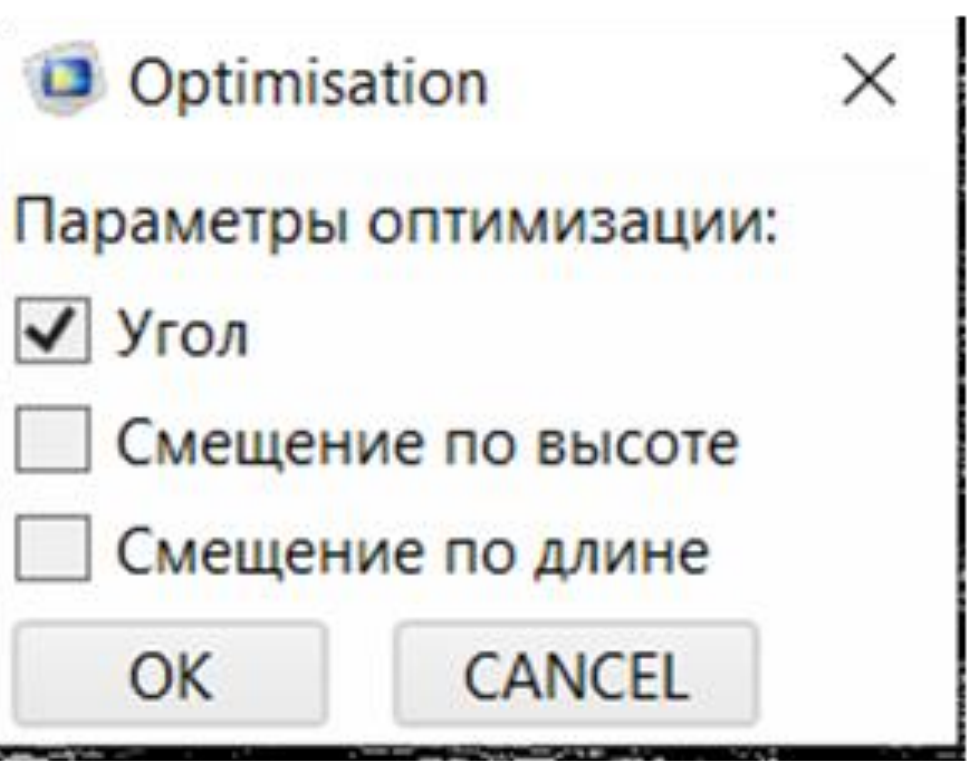 Optimisation
Параметры оптимизации:
Угол
Смещение по высоте
Смещение по длине
OK CANCEL